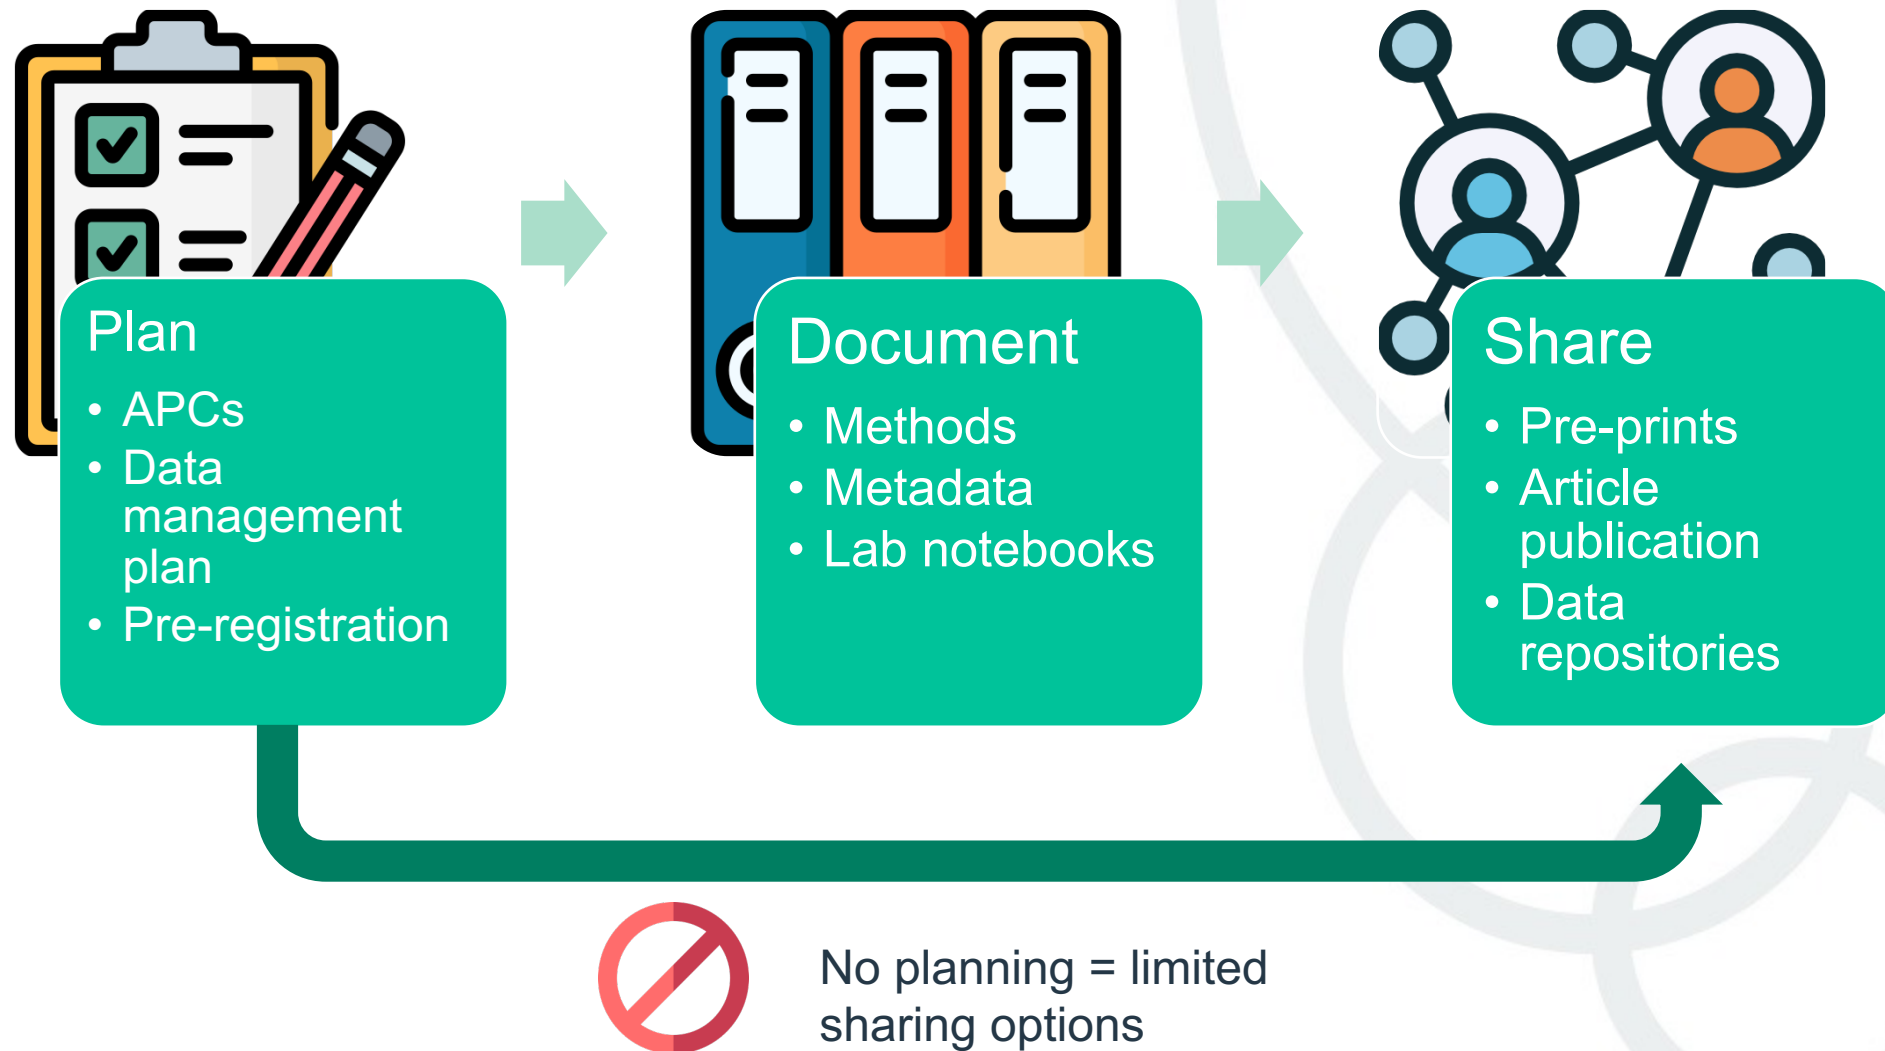 Plan
• APCs
• Data
management
plan
• Pre-registration
Document
• Methods
• Metadata
• Lab notebooks
Share
• Pre-prints
• Article
publication
• Data
repositories
No planning = limited
sharing options